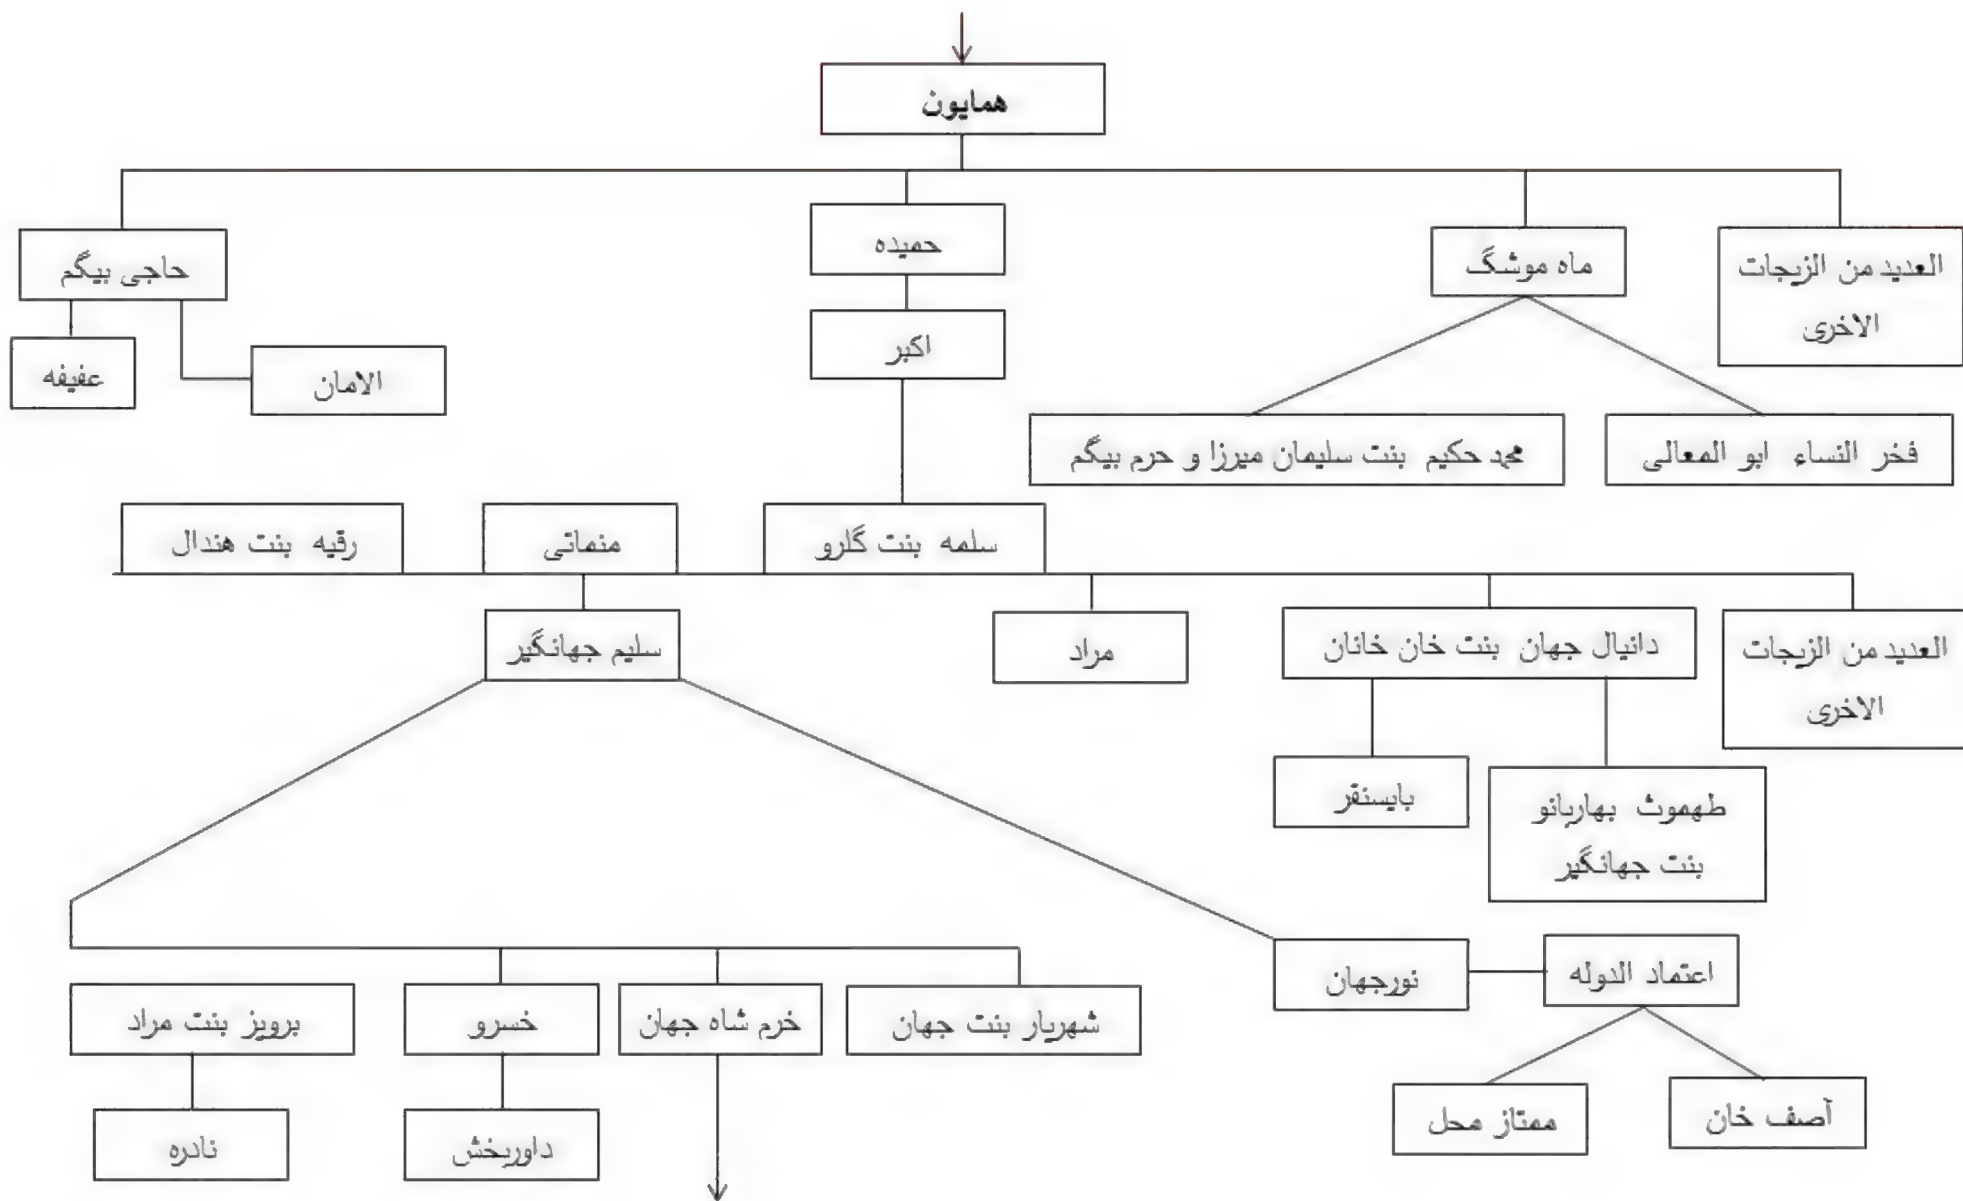 همايون
حميده
العديد من الزيجات
الاخرى
ماه موشگ
حاجى بيگم
اكبر
الامان
عفيفه
فخر النساء ابو المعالى
محمد حكيم بنت سليمان ميرزا و حرم بيگم
سلمه بنت گلرو
منماتى
رقيه بنت هندال
العديد من الزيجات
الاخرى
دانيال جهان بنت خان خانان
مراد
سليم جهانگير
بايسنقر
طهموث بهاربانو
بنت جهانگير
اعتماد الدوله
نورجهان
شهريار بنت جهان
خرم شاه جهان
خسرو
برويز بنت مراد
آصف خان
ممتاز محل
داوربخش
نادره